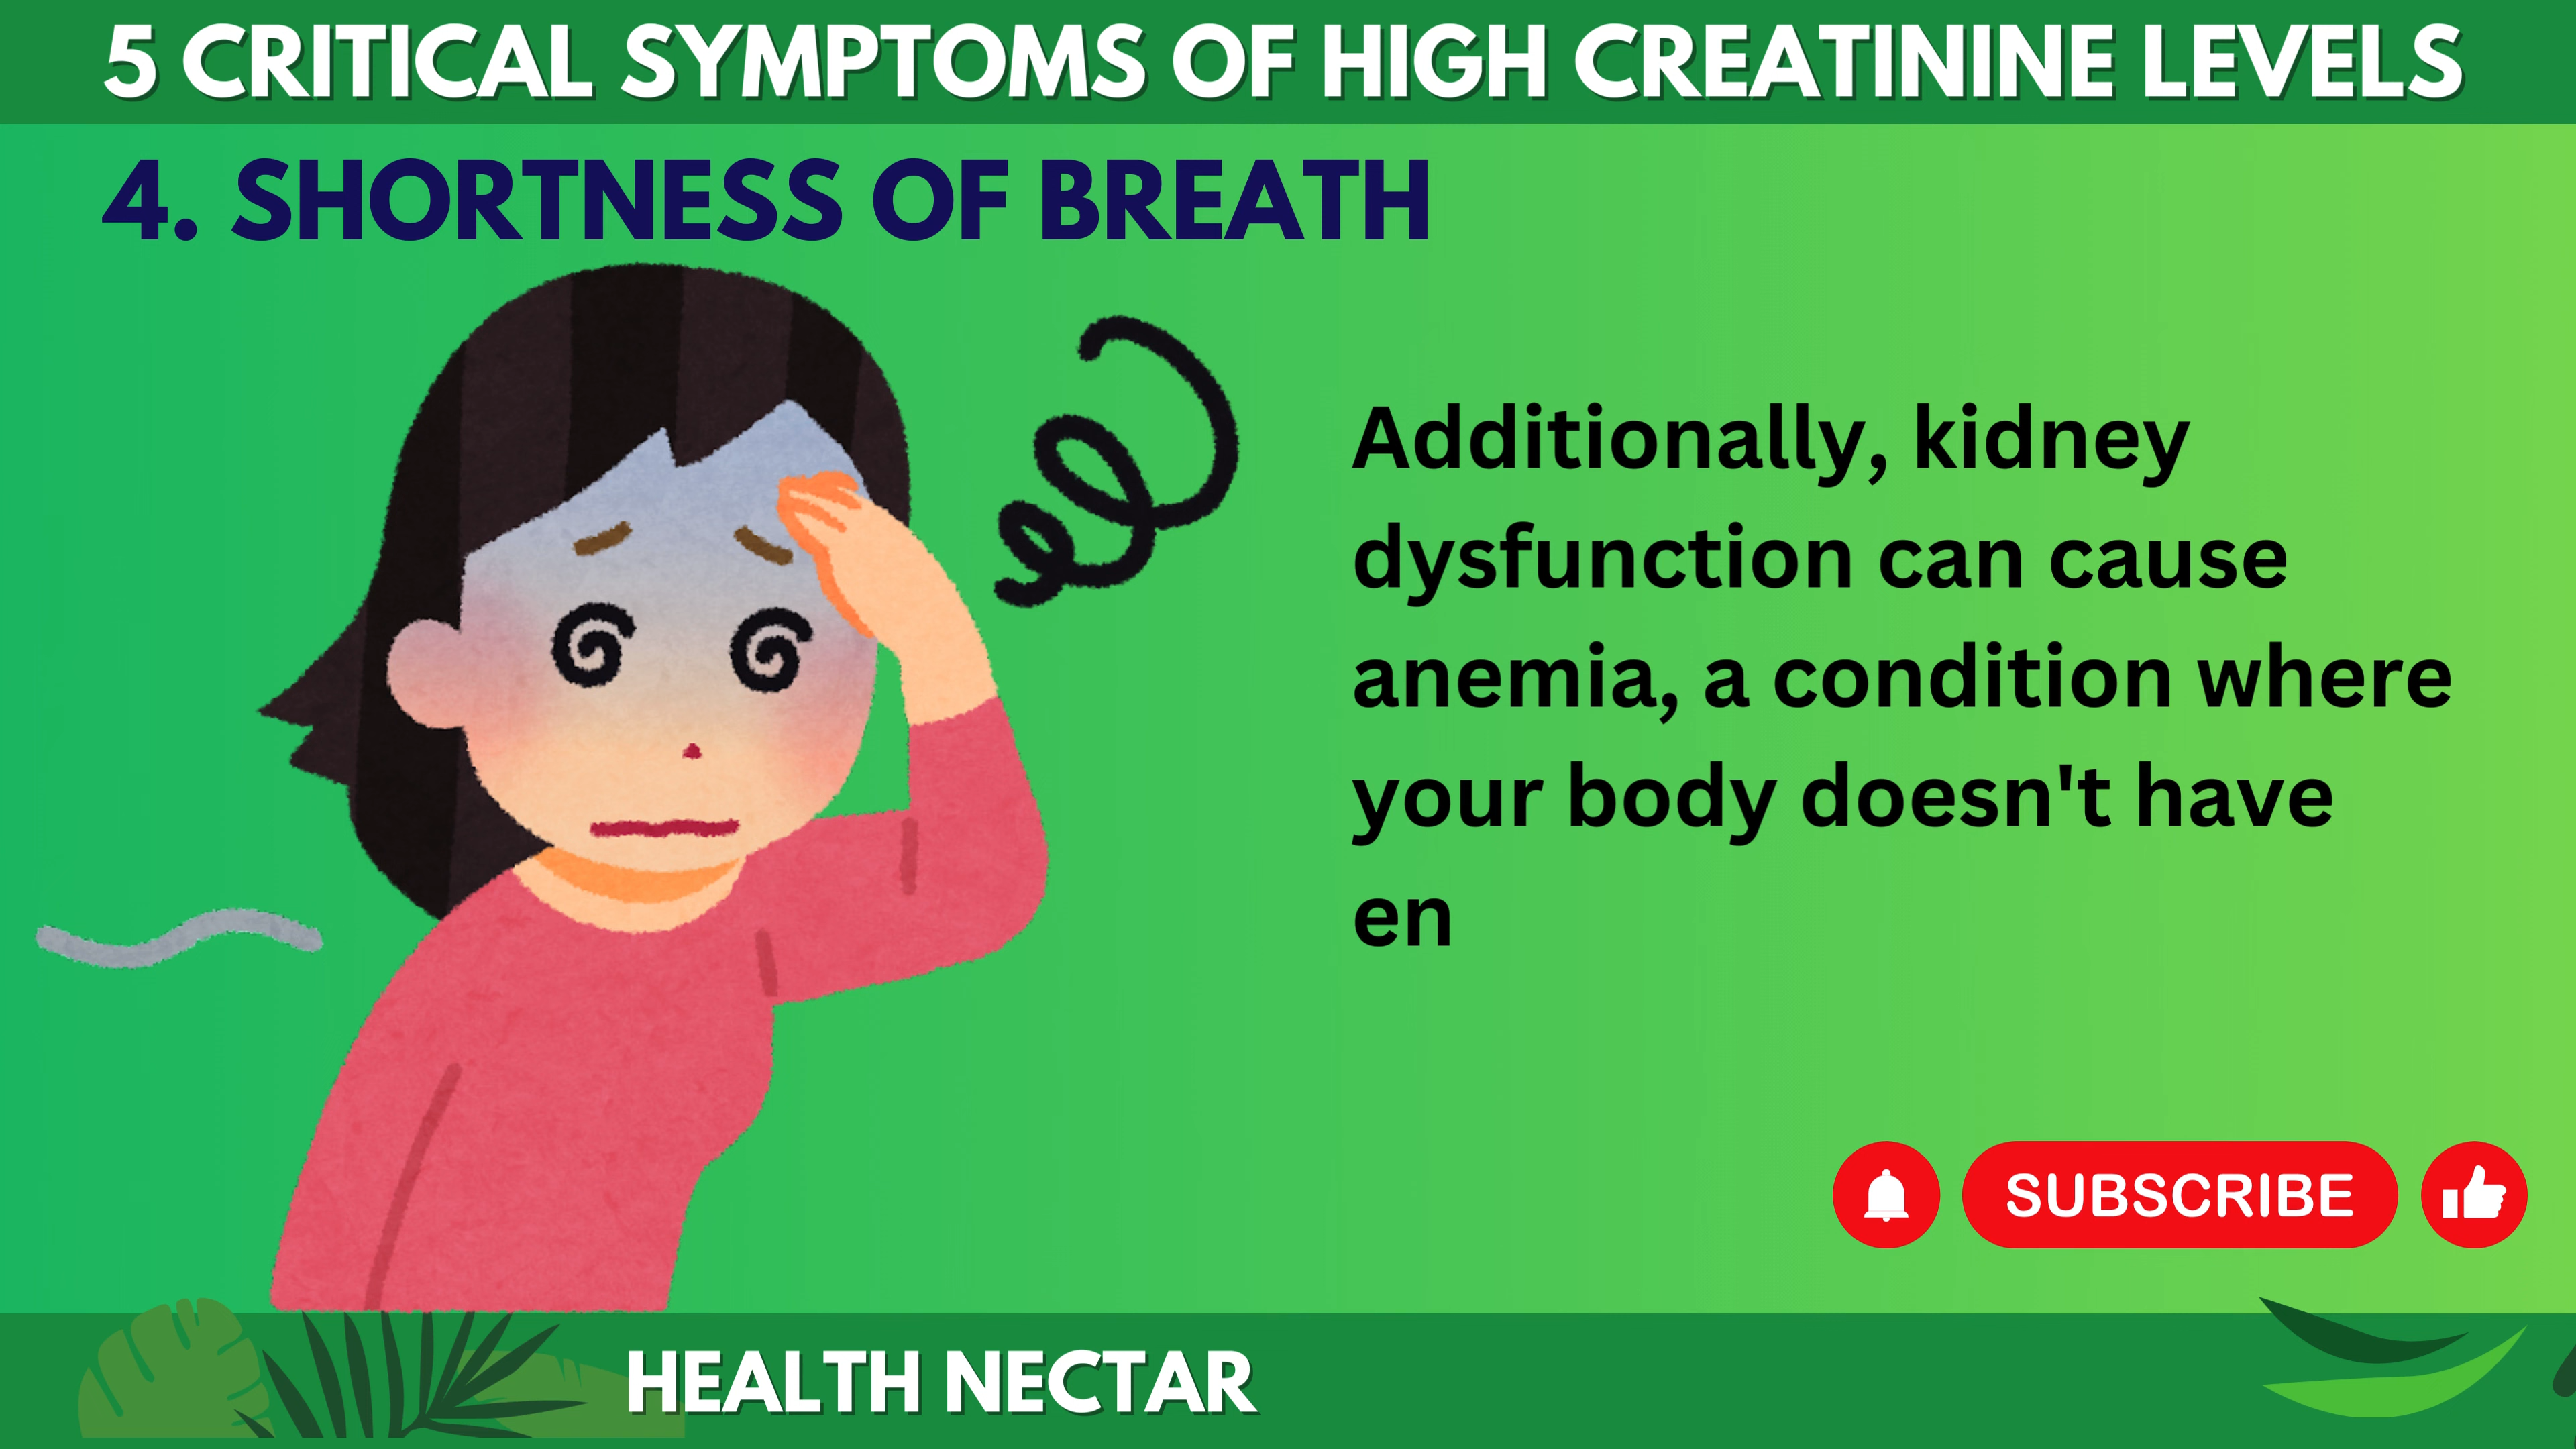 5 CRITICAL SYMPTOMS OF HIGH CREATININE LEVELS
4. SHORTNESS OF BREATH
Additionally, kidney
dysfunction can cause
anemia, a condition where
your body doesn't have
en
SUBSCRIBE
HEALTH NECTAR